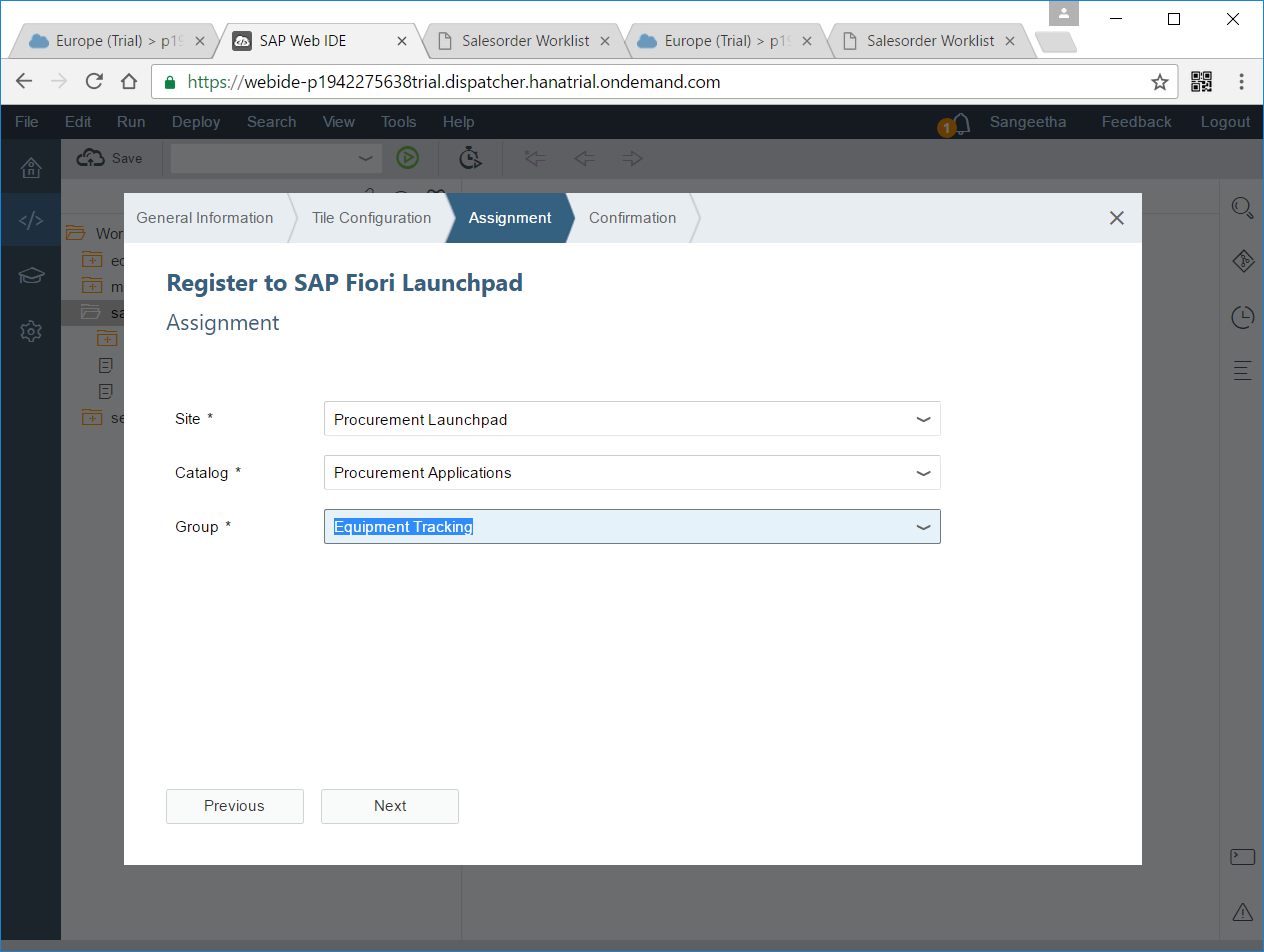 Europe (Trial) > p19
SAP Web IDE
Salesorder Worklist
Europe (Trial) > p1
Salesorder Worklist
https://webide-p1942275638trial.dispatcher.hanatrial.ondemand.com
File Edit Run Deploy Search View Tools Help
1 Sangeetha Feedback Logout
Save
General Information Tile Configuration Assignment Confirmation
Wor
ec
m
sa
se
Register to SAP Fiori Launchpad
Assignment
Site * Procurement Launchpad
Catalog * Procurement Applications
Group * Equipment Tracking
Previous Next